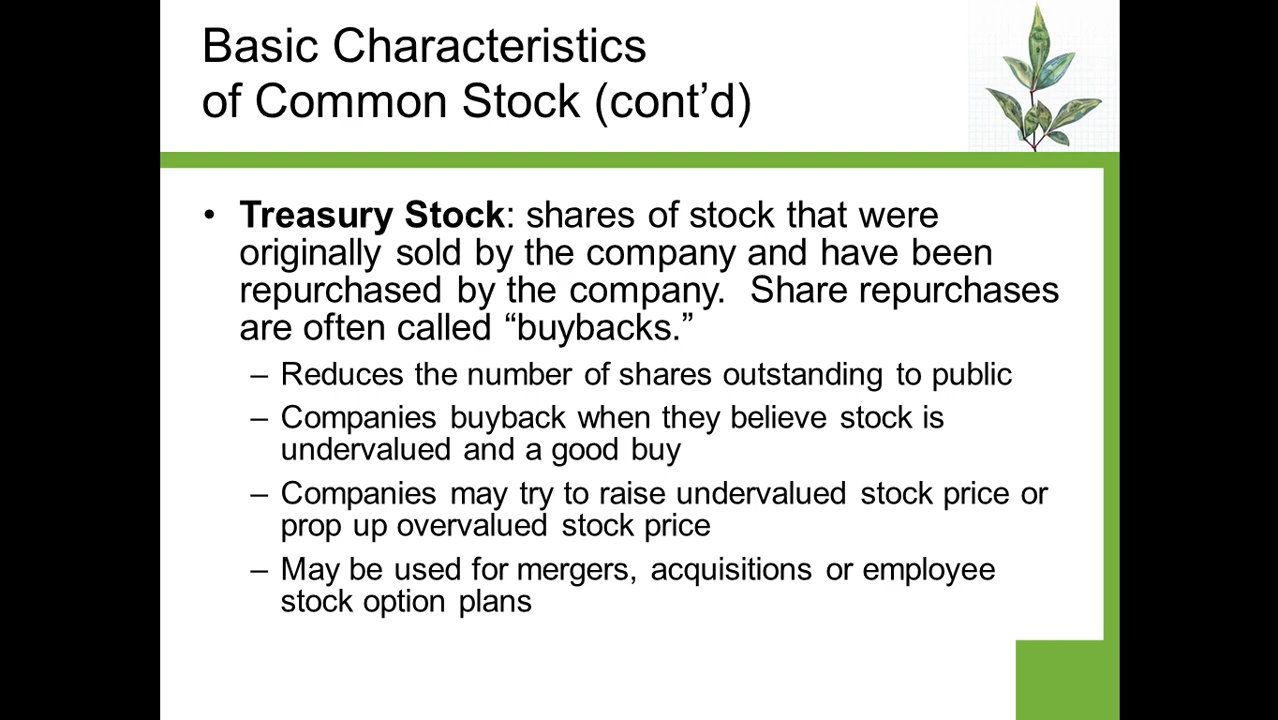 Basic Characteristics
of Common Stock (cont’d)
• Treasury Stock: shares of stock that were
originally sold by the company and have been
repurchased by the company.  Share repurchases
are often called “buybacks.”
– Reduces the number of shares outstanding to public
– Companies buyback when they believe stock is
undervalued and a good buy
– Companies may try to raise undervalued stock price or
prop up overvalued stock price
– May be used for mergers, acquisitions or employee
stock option plans